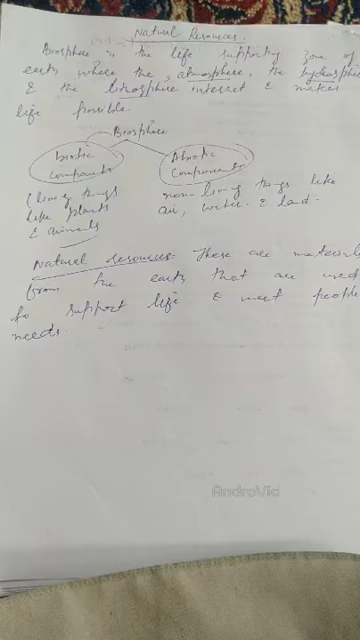 Natural Resources.
Biosphere is the life supporting zone of
earth where the, atmosphere, the hydrosphere
& the lithosphere interact & makes
life possible.
Biosphere
biotic Abiotic
components Components
(living things non-living things like
like plants air, water & land.
& animals
Natural resources- These are materials
from the earth that are used
to support life & meet people
needs.
AndroVid